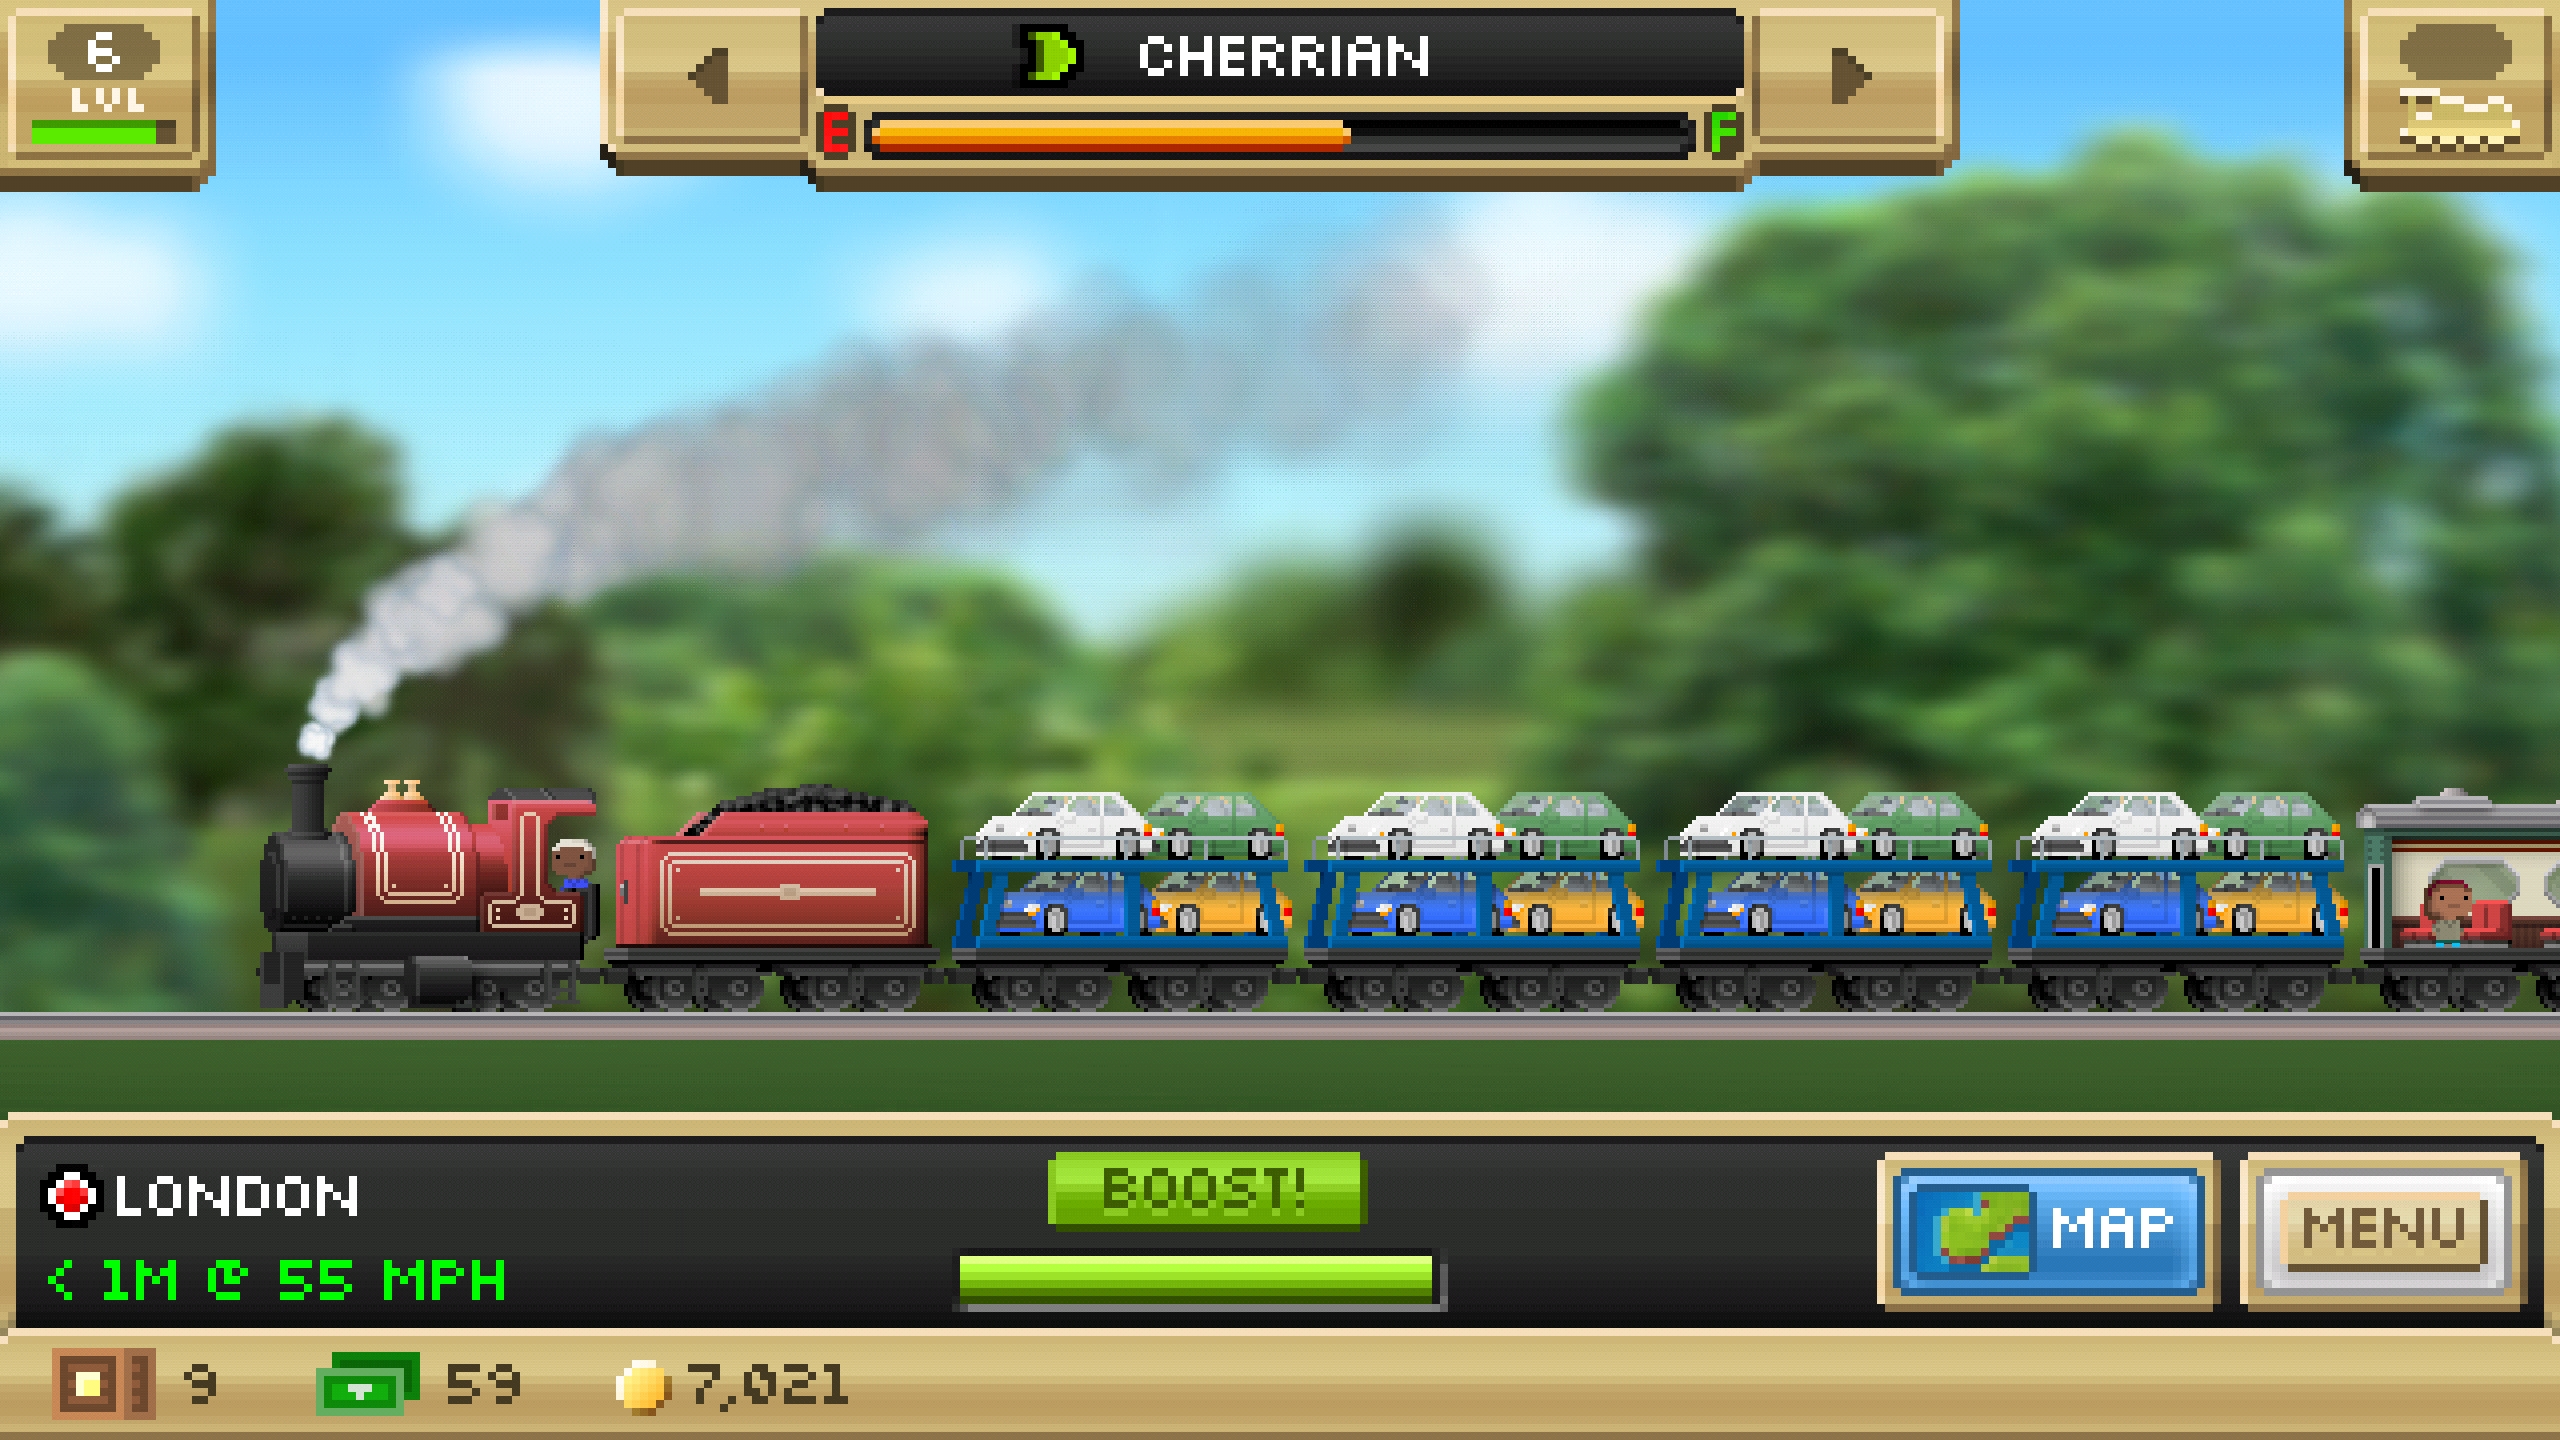 6
LVL
CHERRIAN
E F
LONDON
< 1M @ 55 MPH
BOOST!
MAP
MENU
9 59 7,021